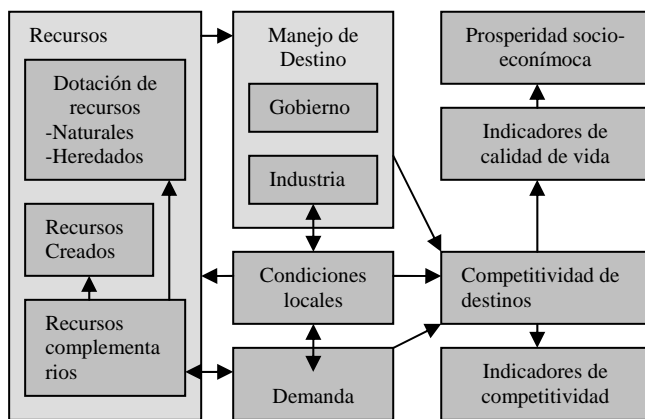 Recursos
Dotación de
recursos
-Naturales
-Heredados
Recursos
Creados
Recursos
complementa
rios
Manejo de
Destino
Gobierno
Industria
Condiciones
locales
Demanda
Prosperidad socio-
econímoca
Indicadores de
calidad de vida
Competitividad de
destinos
Indicadores de
competitividad